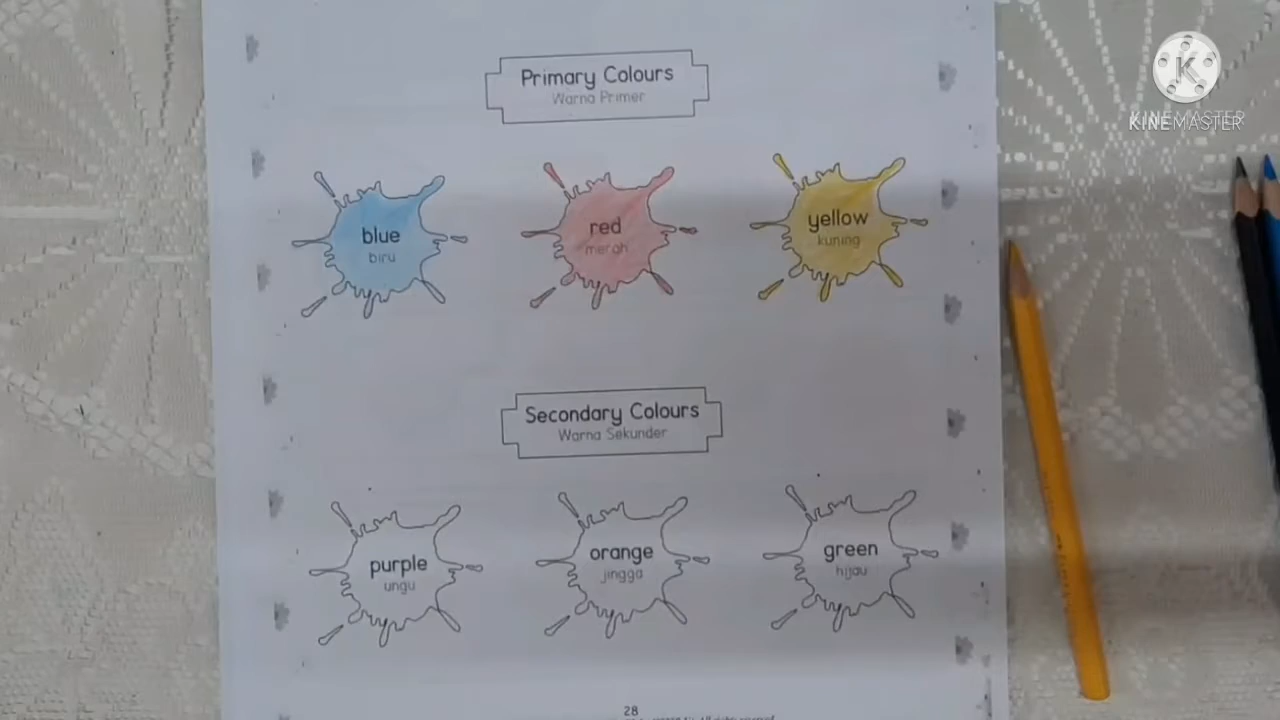 Primary Colours
Warna Primer
K
KINEMASTER
blue
biru
red
merah
yellow
kuning
Secondary Colours
Warna Sekunder
purple
ungu
orange
jingga
green
hijau
28